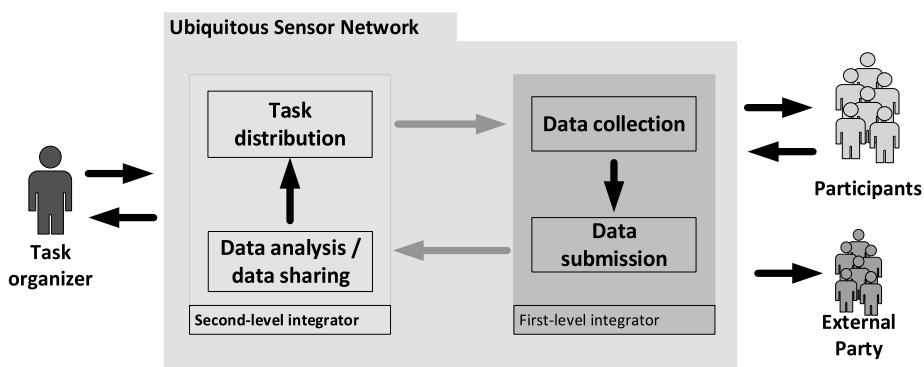 Ubiquitous Sensor Network
Task
distribution
Data collection
Data analysis /
data sharing
Data
submission
Second-level integrator
First-level integrator
Task
organizer
Participants
External
Party